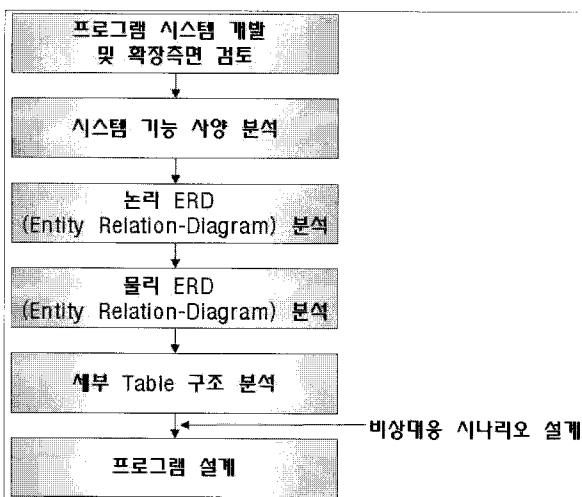 프로그램 시스템 개발
및 확장측면 검토
시스템 기능 사양 분석
논리 ERD
(Entity Relation-Diagram) 분석
물리 ERD
(Entity Relation-Diagram) 분석
세부 Table 구조 분석
비상대응 시나리오 설계
프로그램 설계